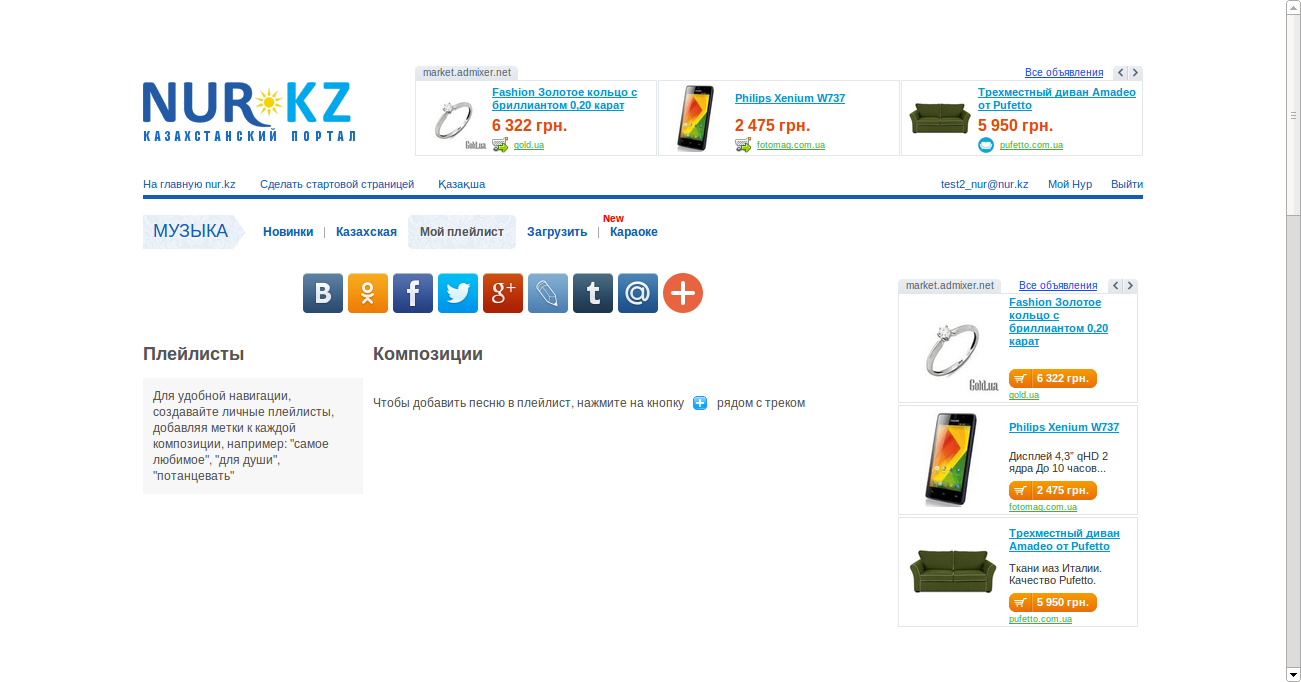 NUR KZ
КАЗАХСТАНСКИЙ ПОРТАЛ
market.admixer.net
Все объявления
Fashion Золотое кольцо с
бриллиантом 0,20 карат
6 322 грн.
Gold.ua
gold.ua
Philips Xenium W737
2 475 грн.
fotomag.com.ua
Трехместный диван Amadeo
от Pufetto
5 950 грн.
pufetto.com.ua
На главную nur.kz Сделать стартовой страницей Қазақша
test2_nur@nur.kz Мой Нур Выйти
МУЗЫКА
Новинки | Казахская Мой плейлист Загрузить | Караоке
New
В f g+ t @
Плейлисты
Для удобной навигации,
создавайте личные плейлисты,
добавляя метки к каждой
композиции, например: "самое
любимое", "для души",
"потанцевать"
Композиции
Чтобы добавить песню в плейлист, нажмите на кнопку рядом с треком
market.admixer.net
Все объявления
Fashion Золотое
кольцо с
бриллиантом 0,20
карат
Gold.ua
6 322 грн.
gold.ua
Philips Xenium W737
Дисплей 4,3” qHD 2
ядра До 10 часов...
2 475 грн.
fotomag.com.ua
Трехместный диван
Amadeo от Pufetto
Ткани иаз Италии.
Качество Pufetto.
5 950 грн.
pufetto.com.ua